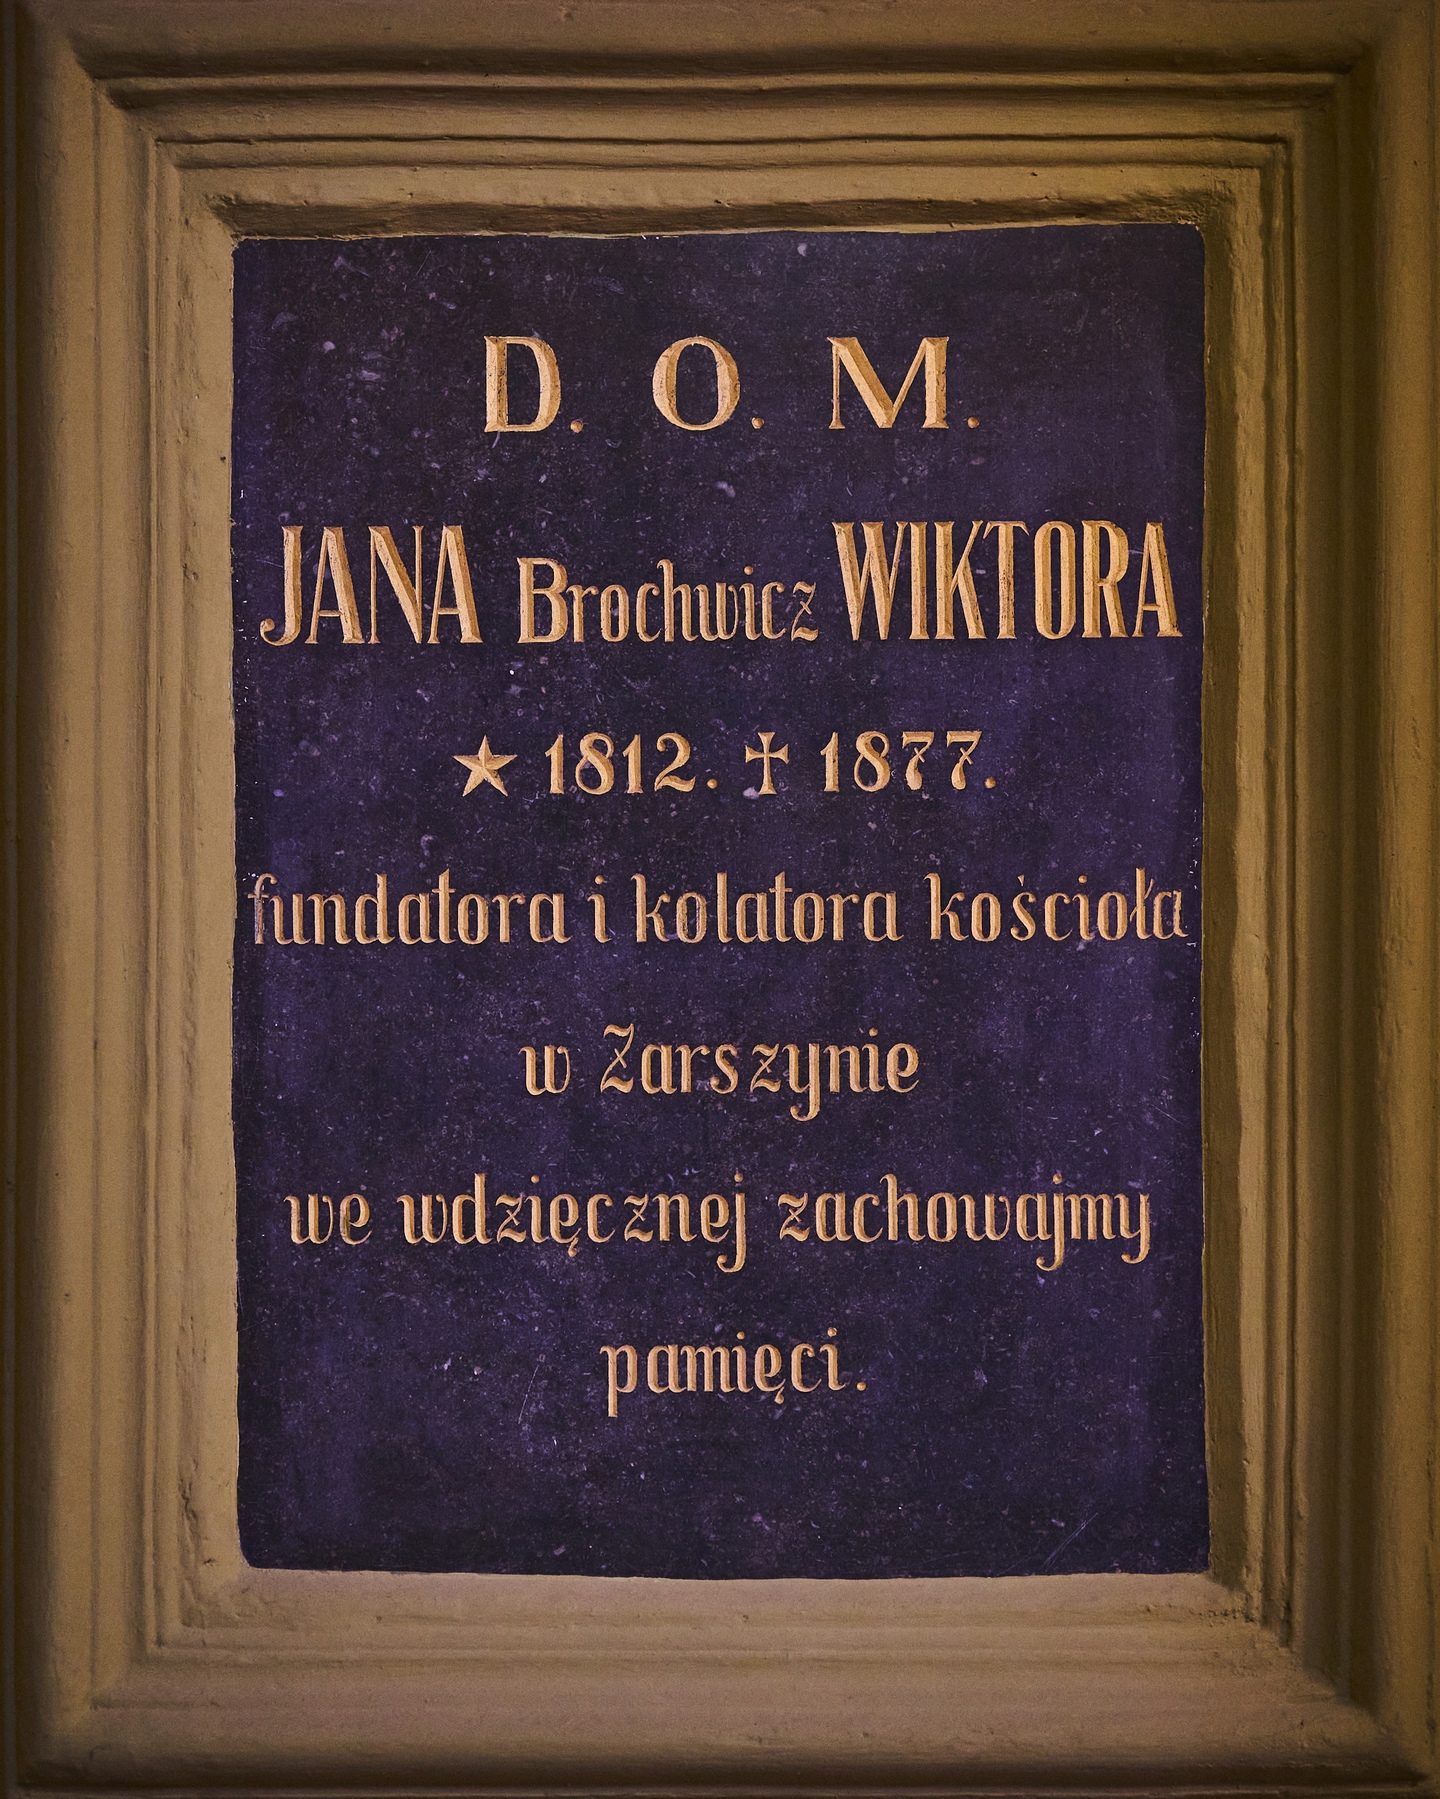 D. O. M.
JANA Brochwicz WIKTORA
★ 1812. ✝ 1877.
fundatora i kolatora kościoła
w Zarszynie
we wdzięcznej zachowajmy
pamięci.